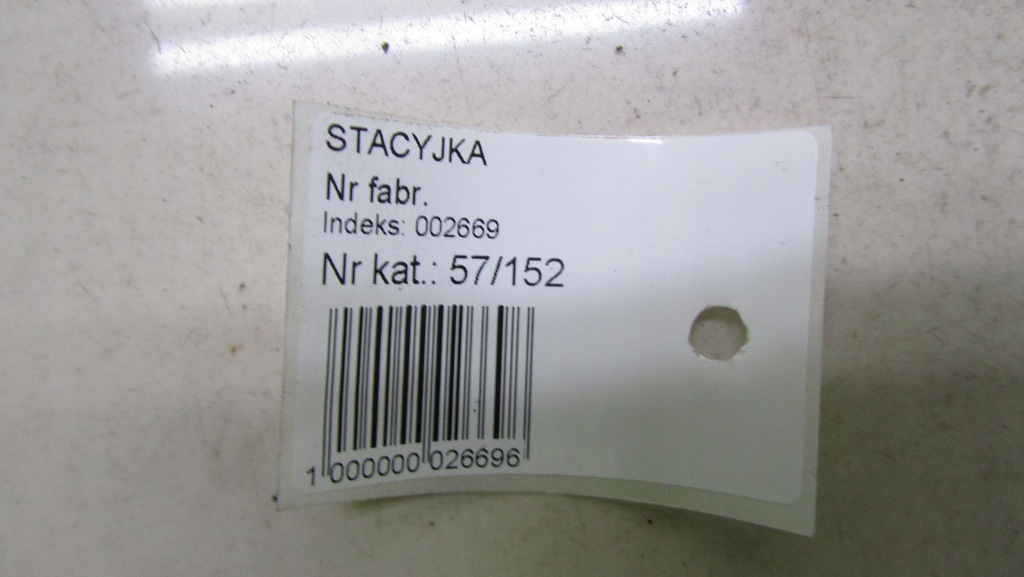 STACYJKA
Nr fabr.
Indeks: 002669
Nr kat.: 57/152
1 000000 026696